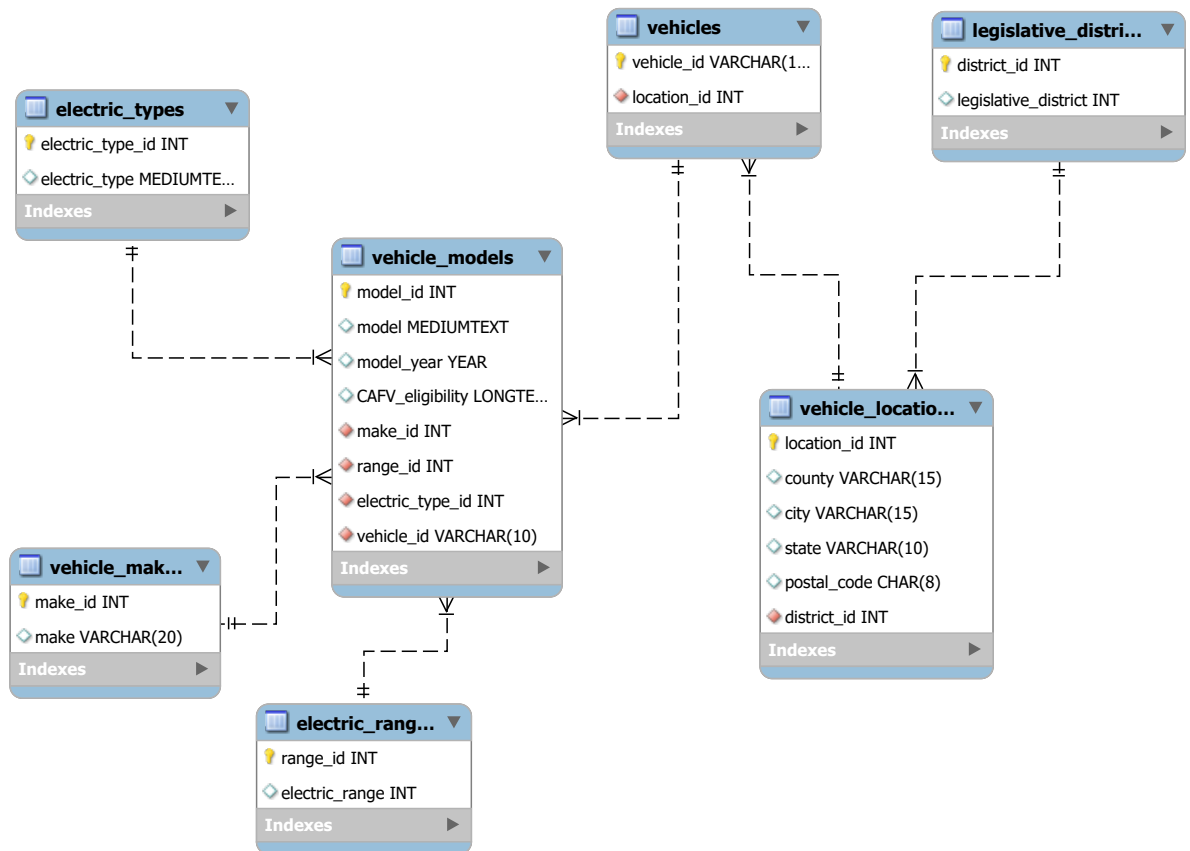 electric_types
electric_type_id INT
electric_type MEDIUMTE...
Indexes
vehicles
vehicle_id VARCHAR(1...
location_id INT
Indexes
legislative_distri...
district_id INT
legislative_district INT
Indexes
vehicle_models
model_id INT
model MEDIUMTEXT
model_year YEAR
CAFV_eligibility LONGTE...
make_id INT
range_id INT
electric_type_id INT
vehicle_id VARCHAR(10)
Indexes
vehicle_locatio...
location_id INT
county VARCHAR(15)
city VARCHAR(15)
state VARCHAR(10)
postal_code CHAR(8)
district_id INT
Indexes
vehicle_mak...
make_id INT
make VARCHAR(20)
Indexes
electric_rang...
range_id INT
electric_range INT
Indexes